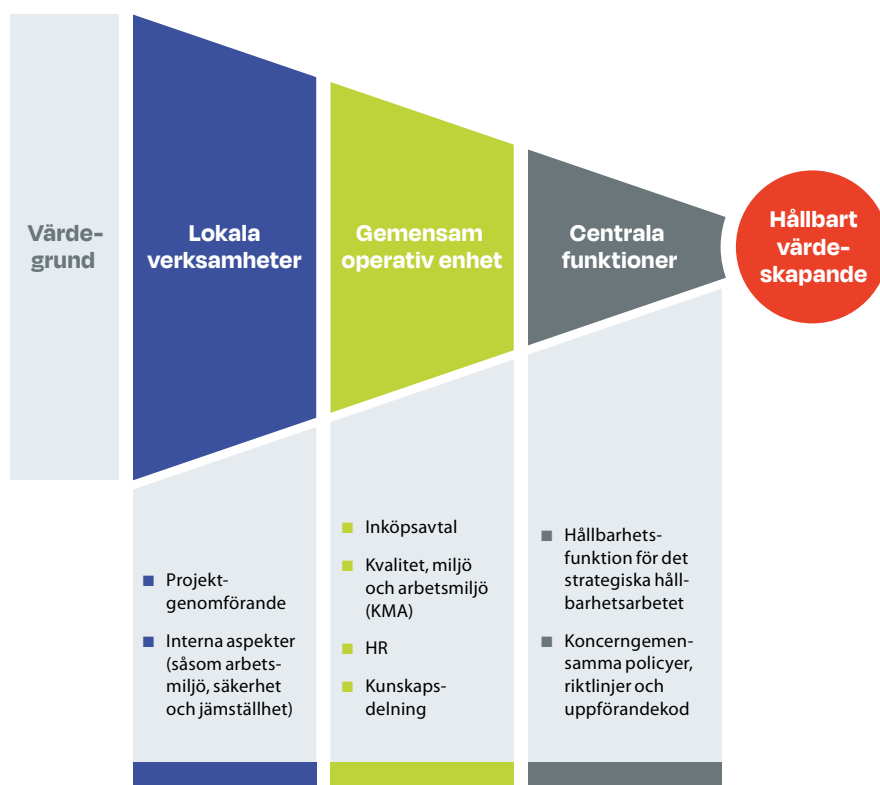 Värde-
grund
Lokala
verksamheter
Gemensam
operativ enhet
Centrala
funktioner
Hållbart
värde-
skapande
Projekt-
genomförande
Interna aspekter
(såsom arbets-
miljö, säkerhet
och jämställhet)
Inköpsavtal
Kvalitet, miljö
och arbetsmiljö
(KMA)
HR
Kunskaps-
delning
Hållbarhets-
funktion för det
strategiska håll-
barhetsarbetet
Koncerngemen-
samma policyer,
riktlinjer och
uppförandekod